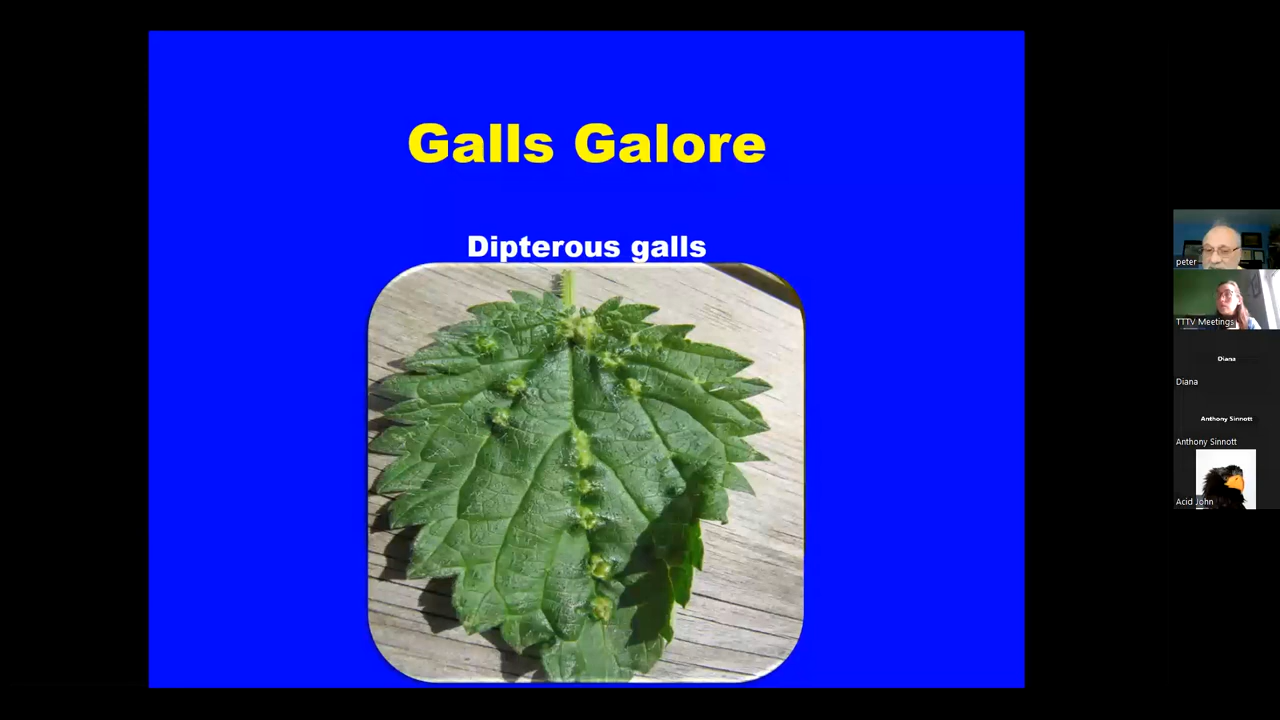 Galls Galore
Dipterous galls
peter
TTTV Meetings
Diana
Diana
Anthony Sinnott
Anthony Sinnott
Acid John